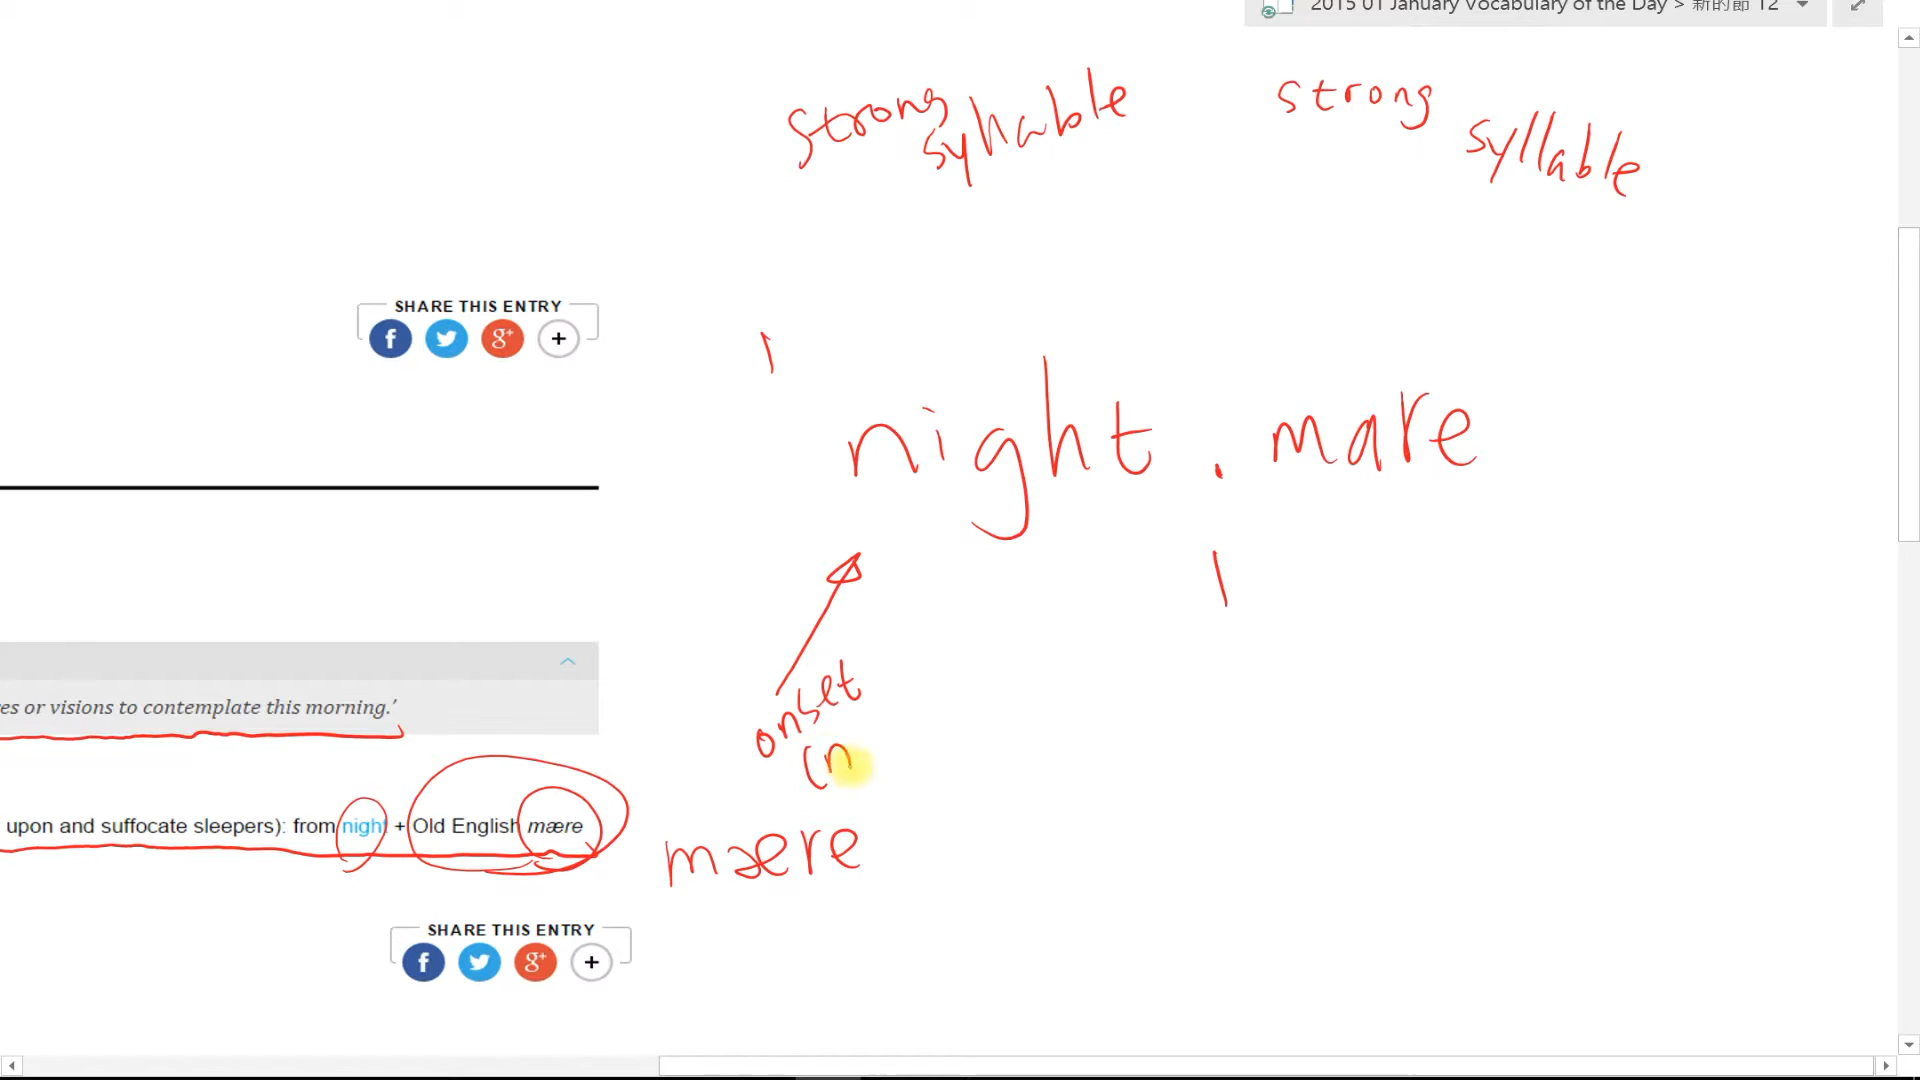 2015 01 January Vocabulary of the Day > 新的節 12
strong
syllable
strong
syllable
SHARE THIS ENTRY
night . mare
onset
(n
es or visions to contemplate this morning.'
upon and suffocate sleepers): from night + Old English mære
mære
SHARE THIS ENTRY